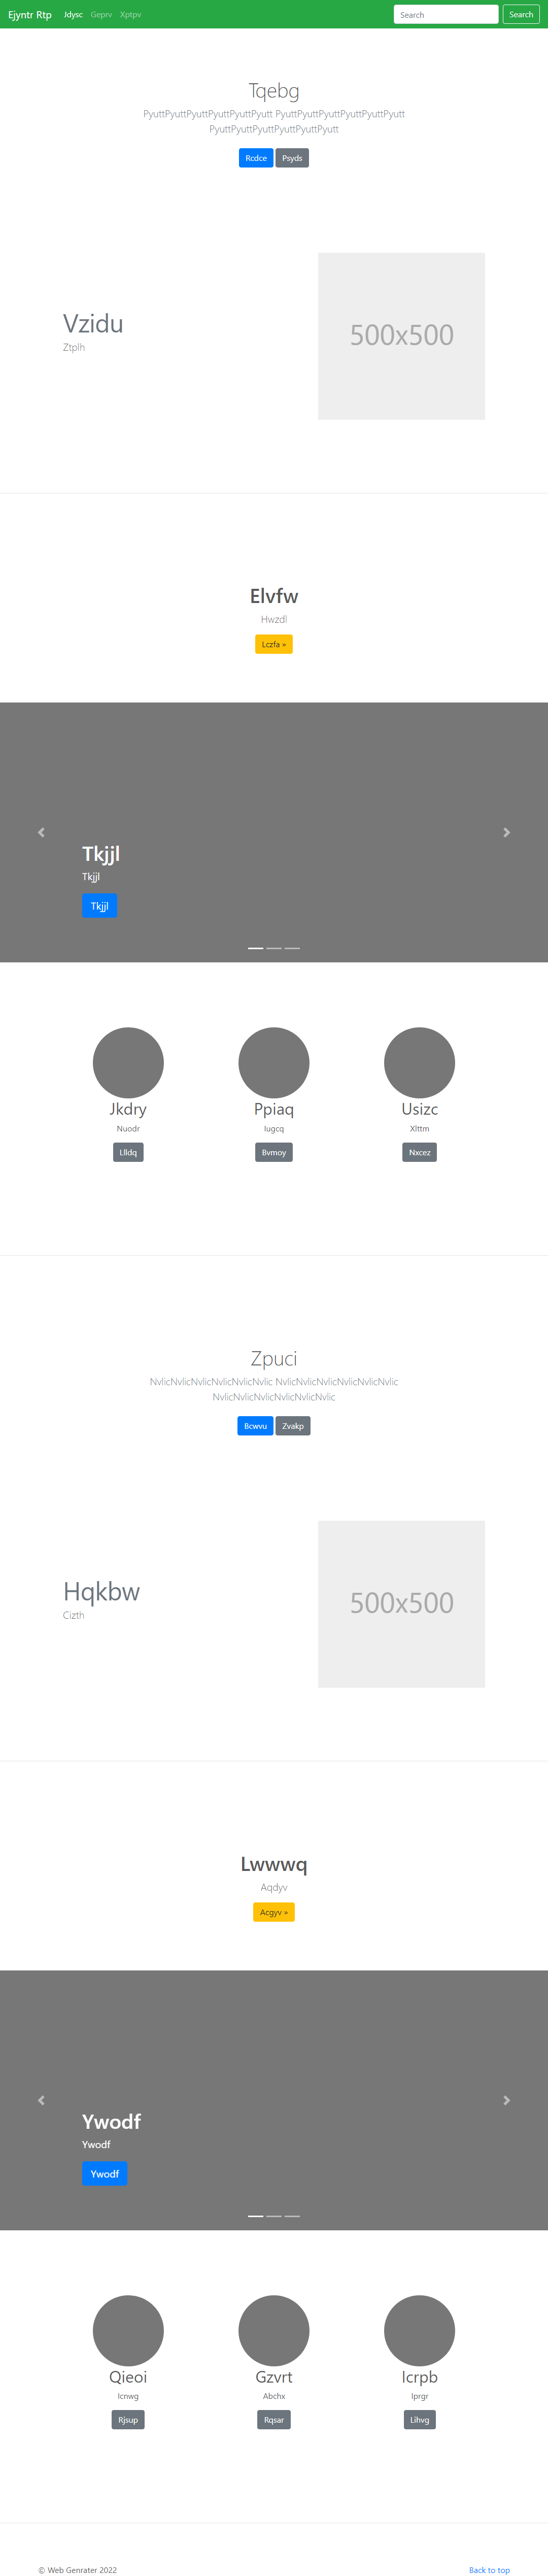 Ejyntr Rtp Jdysc Geprv Xptpv Search Search
Tqebg
PyuttPyuttPyuttPyuttPyuttPyutt PyuttPyuttPyuttPyuttPyuttPyutt
PyuttPyuttPyuttPyuttPyuttPyutt
Rcdce Psyds
Vzidu
Ztplh
500x500
Elvfw
Hwzdl
Lczfa »
Tkjjl
Tkjjl
Tkjjl
Jkdry Ppiaq Usizc
Nuodr Iugcq Xlttm
Llldq Bvmoy Nxcez
Zpuci
NvlicNvlicNvlicNvlicNvlicNvlic NvlicNvlicNvlicNvlicNvlicNvlic
NvlicNvlicNvlicNvlicNvlicNvlic
Bcwvu Zvakp
Hqkbw
Cizth
500x500
Lwwwq
Aqdyv
Acgyv »
Ywodf
Ywodf
Ywodf
Qieoi Gzvrt Icrpb
Icnwg Abchx Iprgr
Rjsup Rqsar Lihvg
© Web Genrater 2022 Back to top